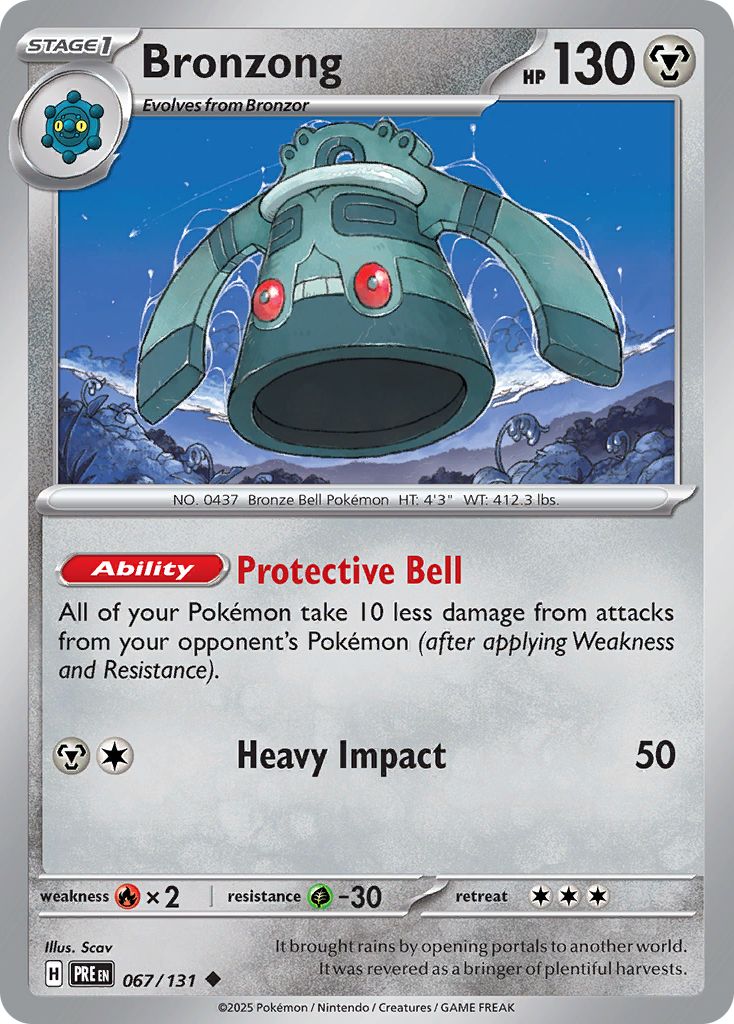 STAGE1
Bronzong
HP 130
Evolves from Bronzor
NO. 0437 Bronze Bell Pokémon HT: 4'3" WT: 412.3 lbs.
Ability Protective Bell
All of your Pokémon take 10 less damage from attacks
from your opponent's Pokémon (after applying Weakness
and Resistance).
Heavy Impact 50
weakness ×2 resistance -30 retreat
Illus. Scav
It brought rains by opening portals to another world.
It was revered as a bringer of plentiful harvests.
H PRE EN 067/131
©2025 Pokémon / Nintendo / Creatures / GAME FREAK